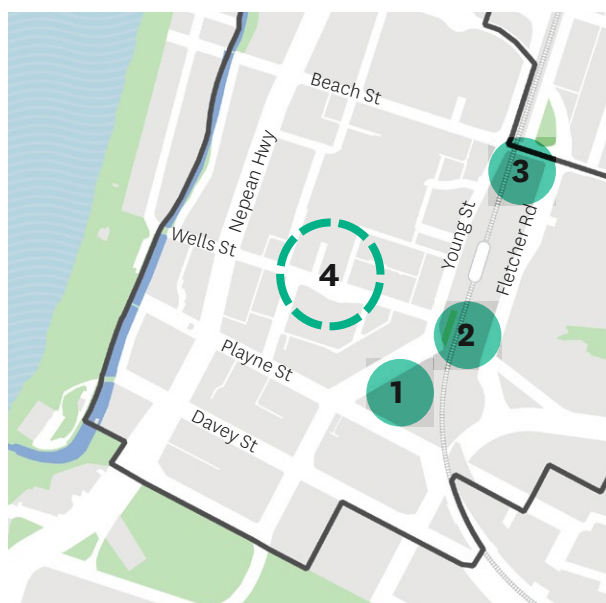 Beach St
3
Nepean Hwy
Young St
Fletcher Rd
Wells St
4
2
Playne St
1
Davey St